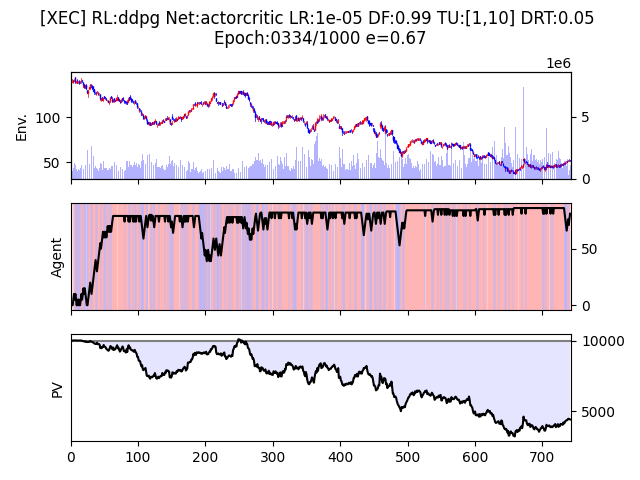 [XEC] RL:ddpg Net:actorcritic LR:1e-05 DF:0.99 TU:[1,10] DRT:0.05
Epoch:0334/1000 e=0.67
1e6
Env.
100
50
5
0
Agent
50
0
PV
10000
5000
0 100 200 300 400 500 600 700